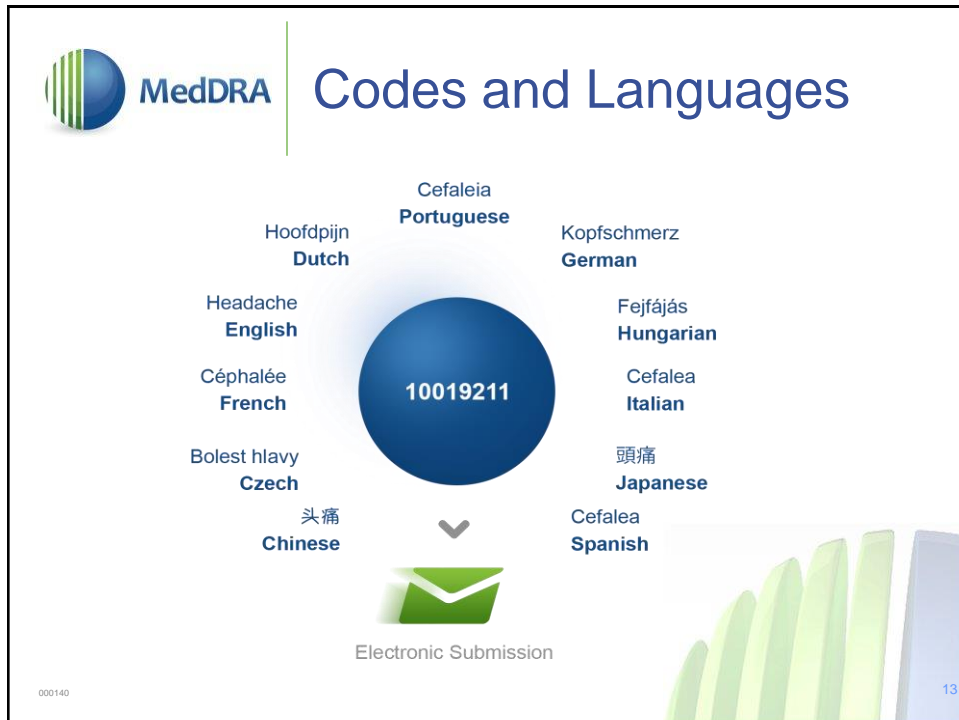 MedDRA
Codes and Languages
Cefaleia
Portuguese
Hoofdpijn
Dutch
Kopfschmerz
German
Headache
English
Fejfájás
Hungarian
Céphalée
French
10019211
Cefalea
Italian
Bolest hlavy
Czech
頭痛
Japanese
头痛
Chinese
Cefalea
Spanish
Electronic Submission
000140
13